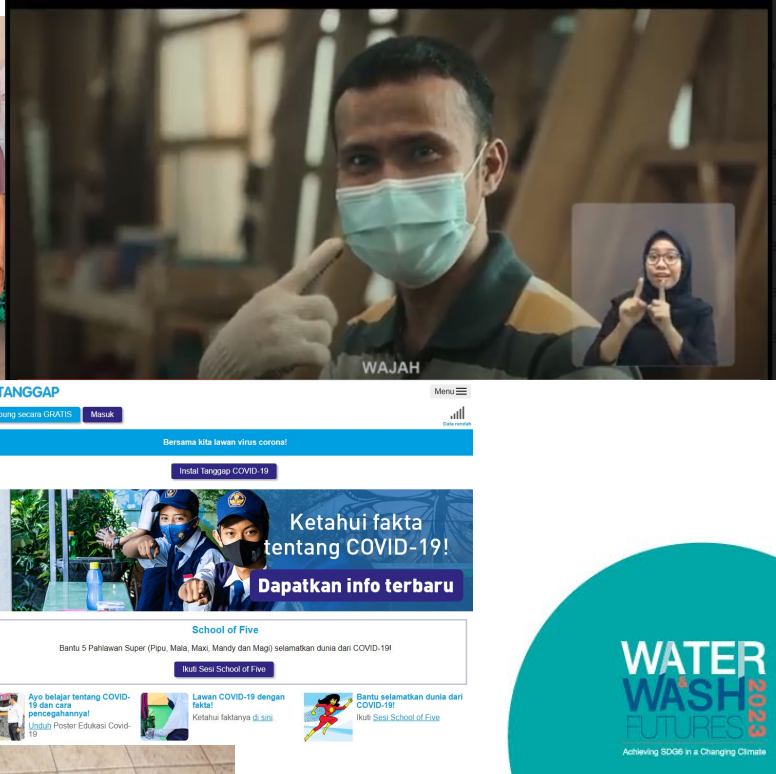 WAJAH
TANGGAP
Menu
ung secara GRATIS
Masuk
Data rendah
Bersama kita lawan virus corona!
Instal Tanggap COVID-19
Ketahui fakta
tentang COVID-19!
Dapatkan info terbaru
School of Five
Bantu 5 Pahlawan Super (Pipu, Mala, Maxi, Mandy dan Magi) selamatkan dunia dari COVID-19!
Ikuti Sesi School of Five
Ayo belajar tentang COVID-
19 dan cara
pencegahannya!
Unduh Poster Edukasi Covid-
19
Lawan COVID-19 dengan
fakta!
Ketahui faktanya di sini
Bantu selamatkan dunia dari
COVID-19!
Ikuti Sesi School of Five
WATER
& WASH
FUTURES
2023
Achieving SDG6 in a Changing Climate